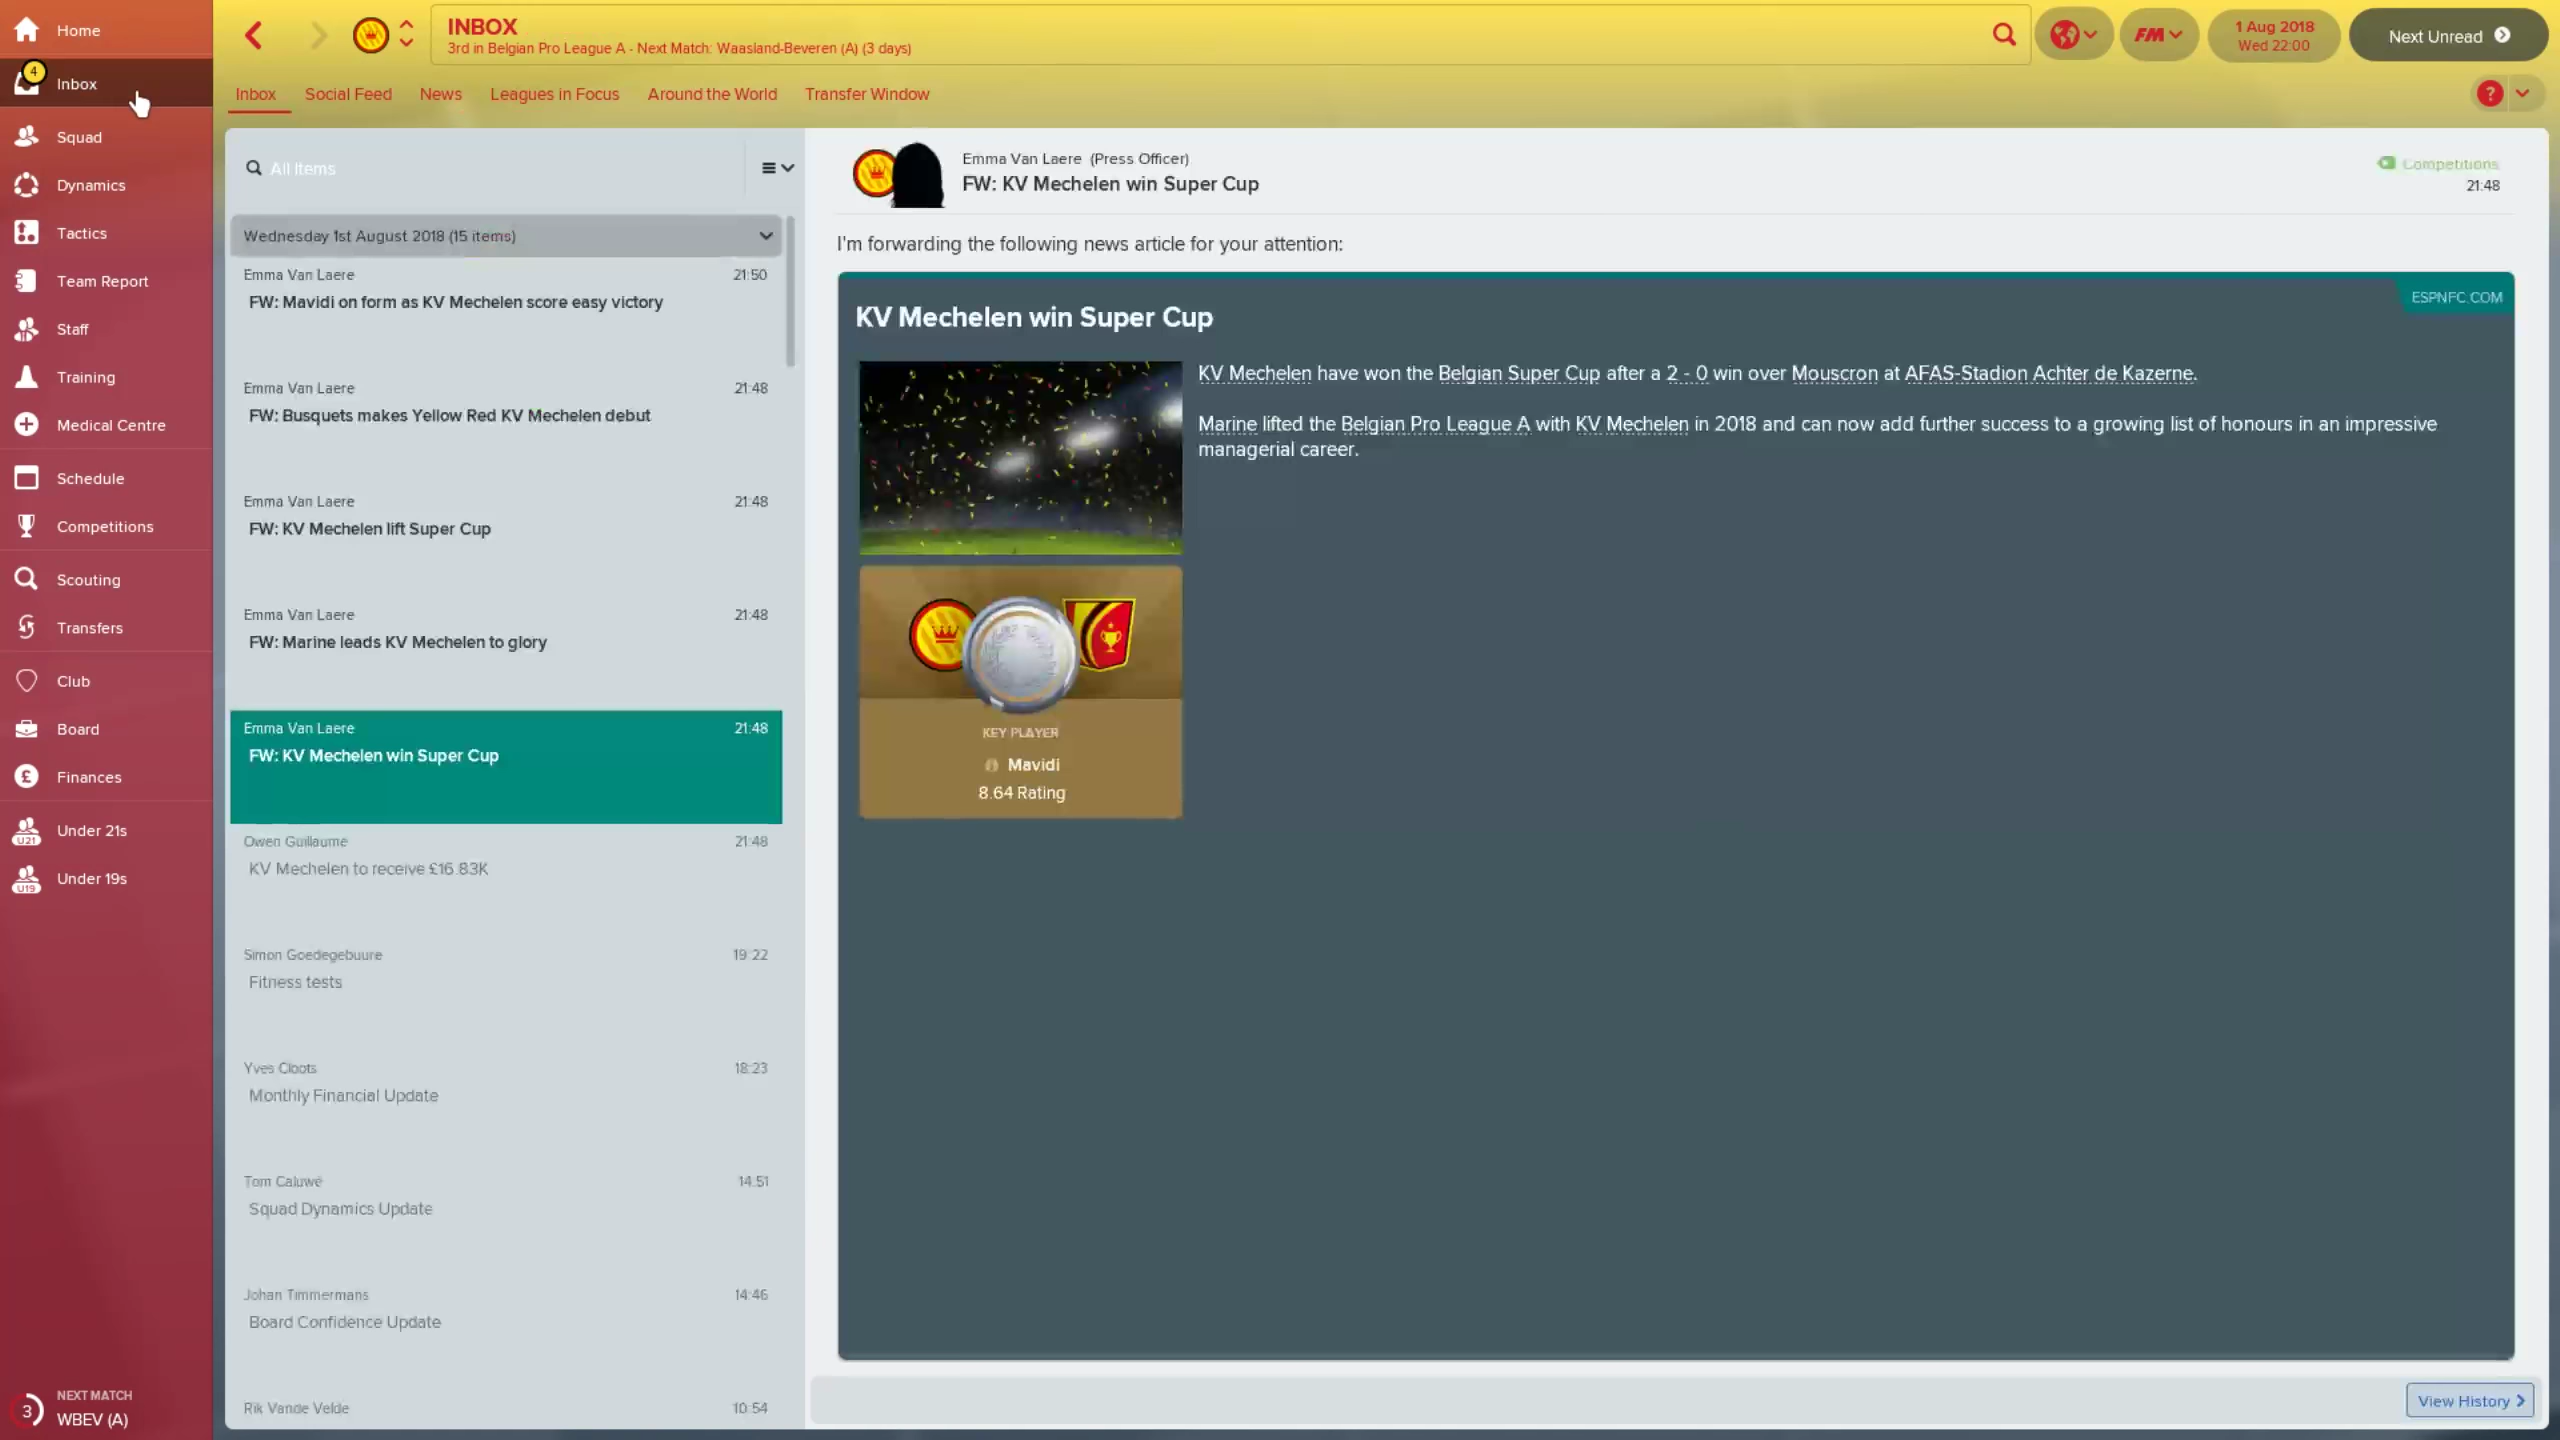 Home
4
Inbox
Squad
Dynamics
Tactics
Team Report
Staff
Training
Medical Centre
Schedule
Competitions
Scouting
Transfers
Club
Board
Finances
U21
Under 21s
U19
Under 19s
3
NEXT MATCH
WBEV (A)
INBOX
3rd in Belgian Pro League A - Next Match: Waasland-Beveren (A) (3 days)
FM
1 Aug 2018
Wed 22:00
Next Unread
Inbox Social Feed News Leagues in Focus Around the World Transfer Window
?
All Items
Wednesday 1st August 2018 (15 items)
Emma Van Laere 21:50
FW: Mavidi on form as KV Mechelen score easy victory
Emma Van Laere 21:48
FW: Busquets makes Yellow Red KV Mechelen debut
Emma Van Laere 21:48
FW: KV Mechelen lift Super Cup
Emma Van Laere 21:48
FW: Marine leads KV Mechelen to glory
Emma Van Laere 21:48
FW: KV Mechelen win Super Cup
Owen Guillaume 21:48
KV Mechelen to receive £16.83K
Simon Goedegebuure 19:22
Fitness tests
Yves Cloots 18:23
Monthly Financial Update
Tom Caluwé 14:51
Squad Dynamics Update
Johan Timmermans 14:46
Board Confidence Update
Rik Vande Velde 10:54
Emma Van Laere (Press Officer)
FW: KV Mechelen win Super Cup
Competitions
21:48
I'm forwarding the following news article for your attention:
ESPNFC.COM
KV Mechelen win Super Cup
KV Mechelen have won the Belgian Super Cup after a 2 - 0 win over Mouscron at AFAS-Stadion Achter de Kazerne.
Marine lifted the Belgian Pro League A with KV Mechelen in 2018 and can now add further success to a growing list of honours in an impressive
managerial career.
KEY PLAYER
Mavidi
8.64 Rating
View History